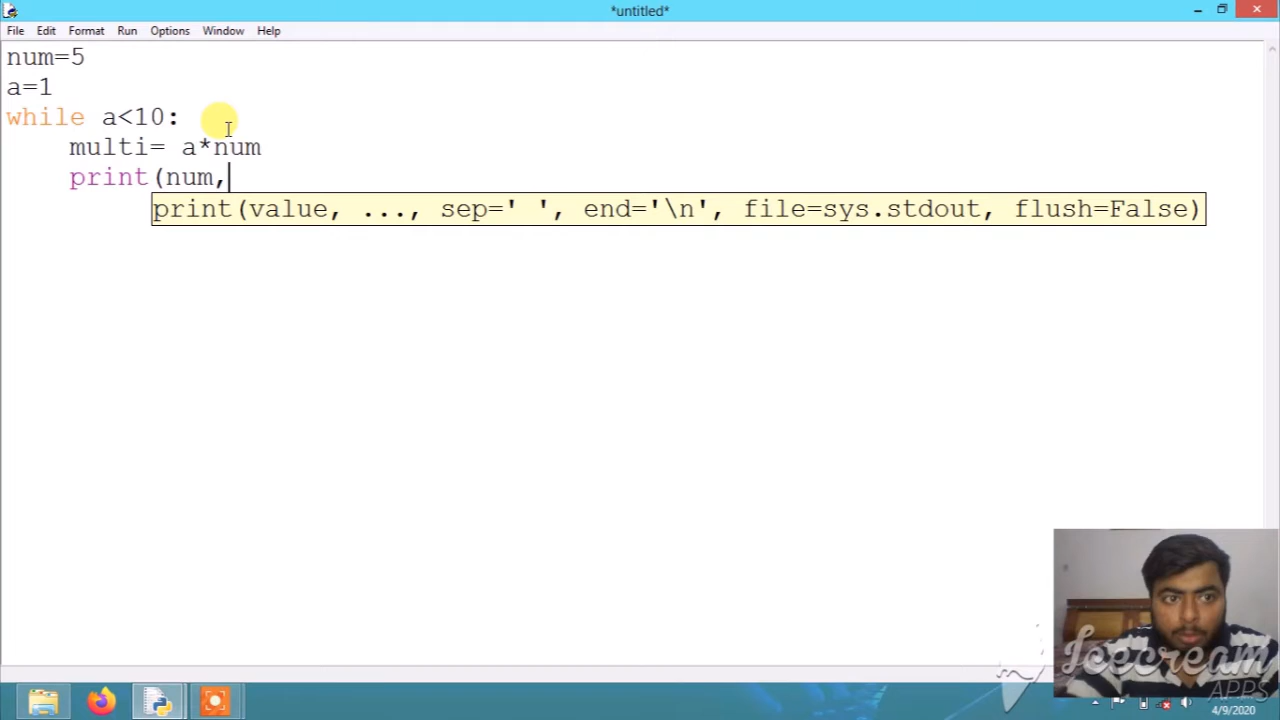 *untitled*
File Edit Format Run Options Window Help
num=5
a=1
while a<10:
    multi= a*num
    print(num,
print(value, ..., sep=' ', end='\n', file=sys.stdout, flush=False)
Icecream
APPS
4/9/2020